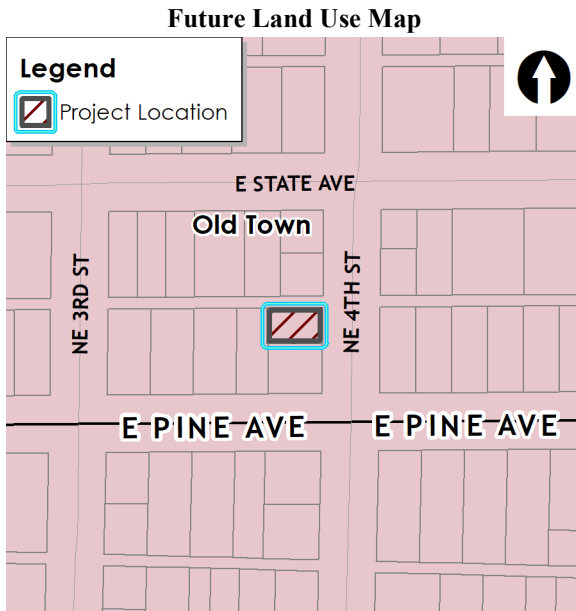 Future Land Use Map
Legend
Project Location
E STATE AVE
Old Town
NE 3RD ST
NE 4TH ST
E PINE AVE
E PINE AVE